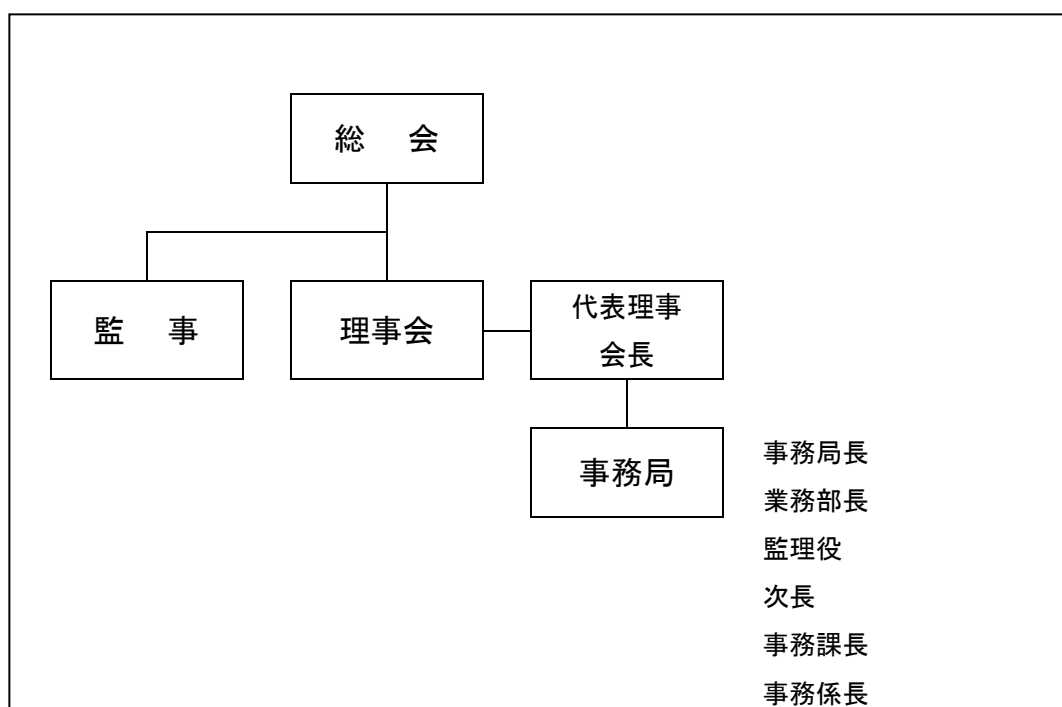 総　会
監　事
理事会
代表理事
会長
事務局
事務局長
業務部長
監理役
次長
事務課長
事務係長